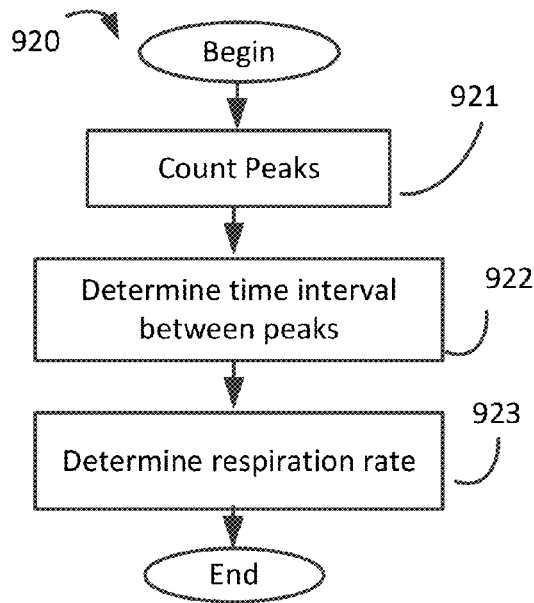 920
Begin
921
Count Peaks
Determine time interval
between peaks
922
923
Determine respiration rate
End